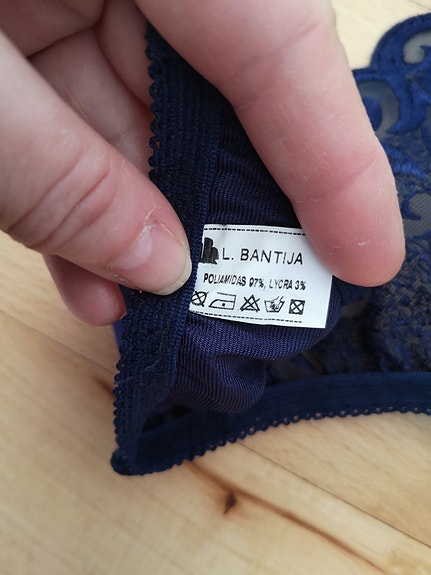 L. BANTIJA
POLIAMIDAS 97%, LYCRA 3%